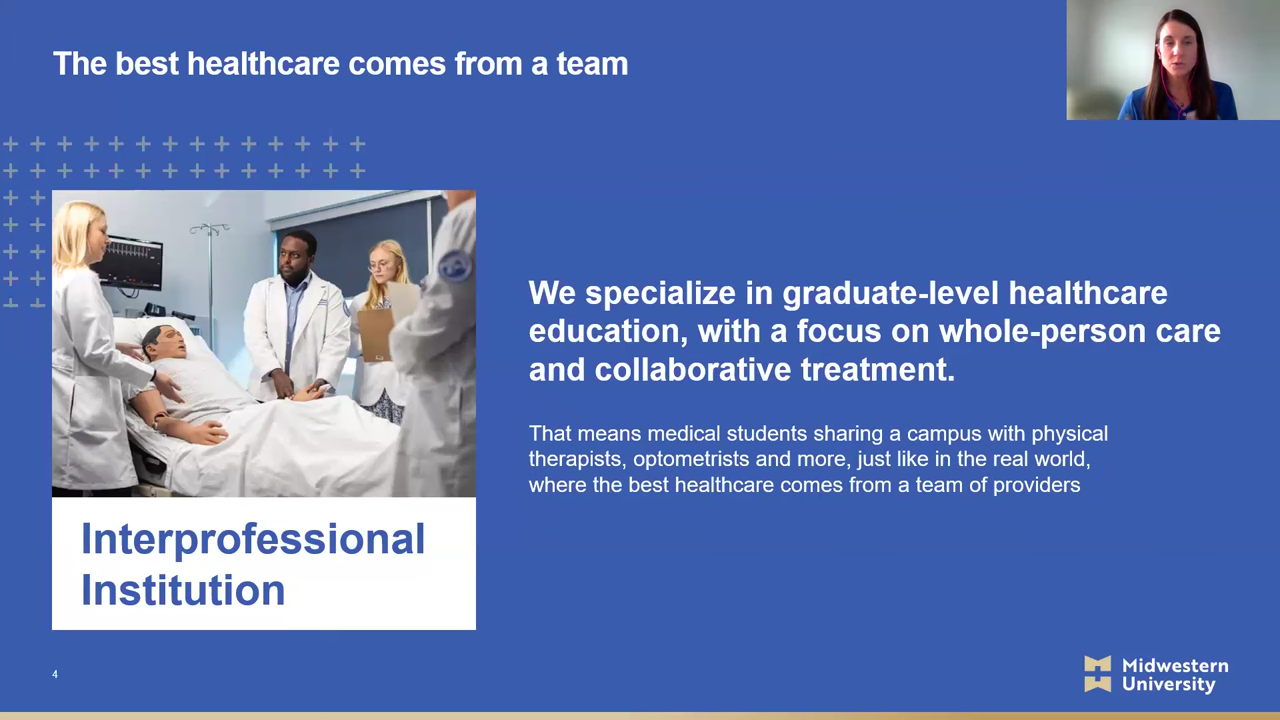 The best healthcare comes from a team
We specialize in graduate-level healthcare
education, with a focus on whole-person care
and collaborative treatment.
That means medical students sharing a campus with physical
therapists, optometrists and more, just like in the real world,
where the best healthcare comes from a team of providers
Interprofessional
Institution
4
Midwestern
University